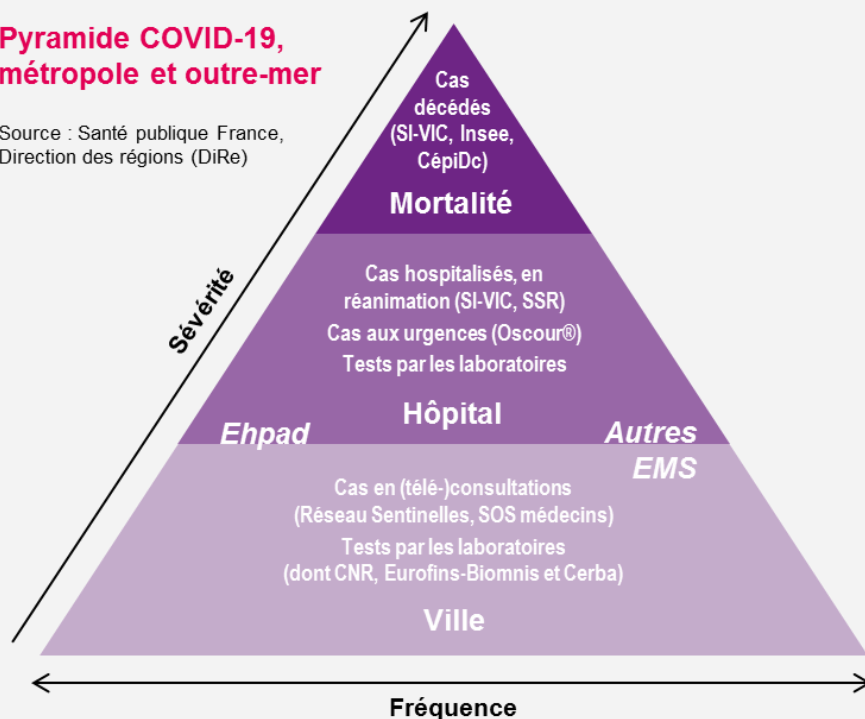 Pyramide COVID-19,
métropole et outre-mer
Source : Santé publique France,
Direction des régions (DiRe)
Sévérité
Cas
décédés
(SI-VIC, Insee,
CépiDc)
Mortalité
Cas hospitalisés, en
réanimation (SI-VIC, SSR)
Cas aux urgences (Oscour®)
Tests par les laboratoires
Hôpital
Ehpad
Autres
EMS
Cas en (télé-)consultations
(Réseau Sentinelles, SOS médecins)
Tests par les laboratoires
(dont CNR, Eurofins-Biomnis et Cerba)
Ville
Fréquence